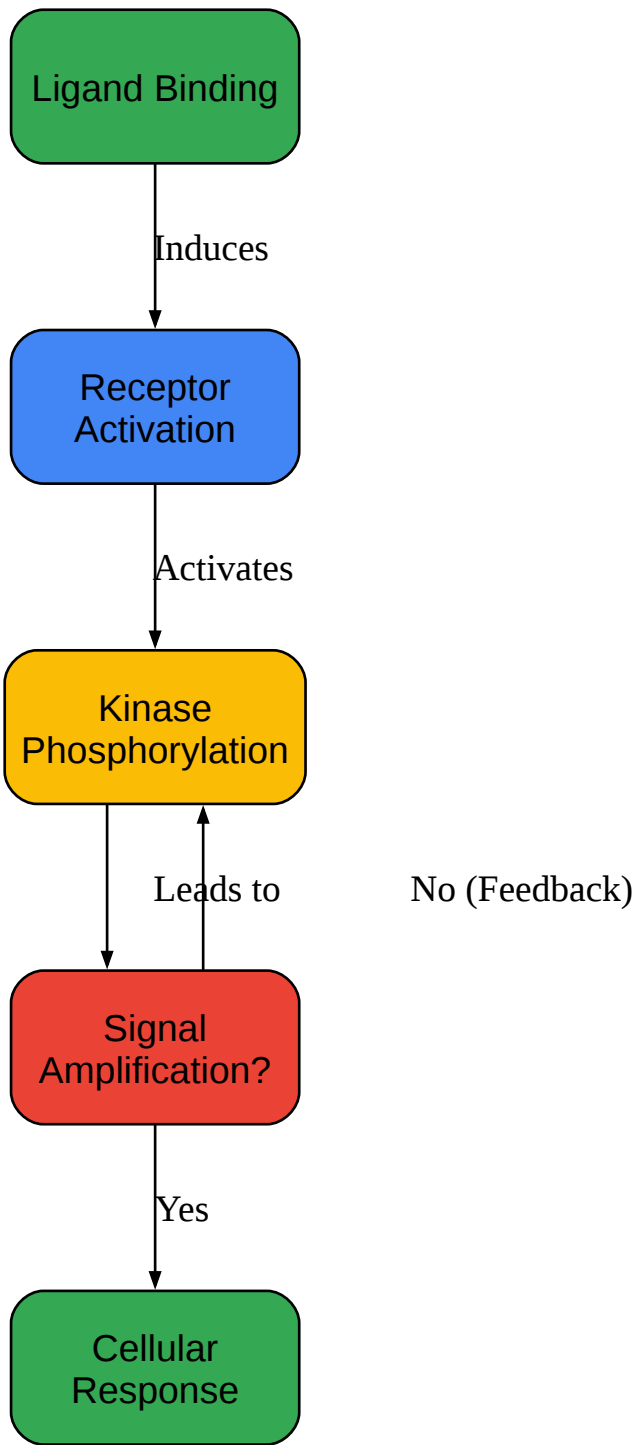 Ligand Binding
Induces
Receptor
Activation
Activates
Kinase
Phosphorylation
Leads to
No (Feedback)
Signal
Amplification?
Yes
Cellular
Response